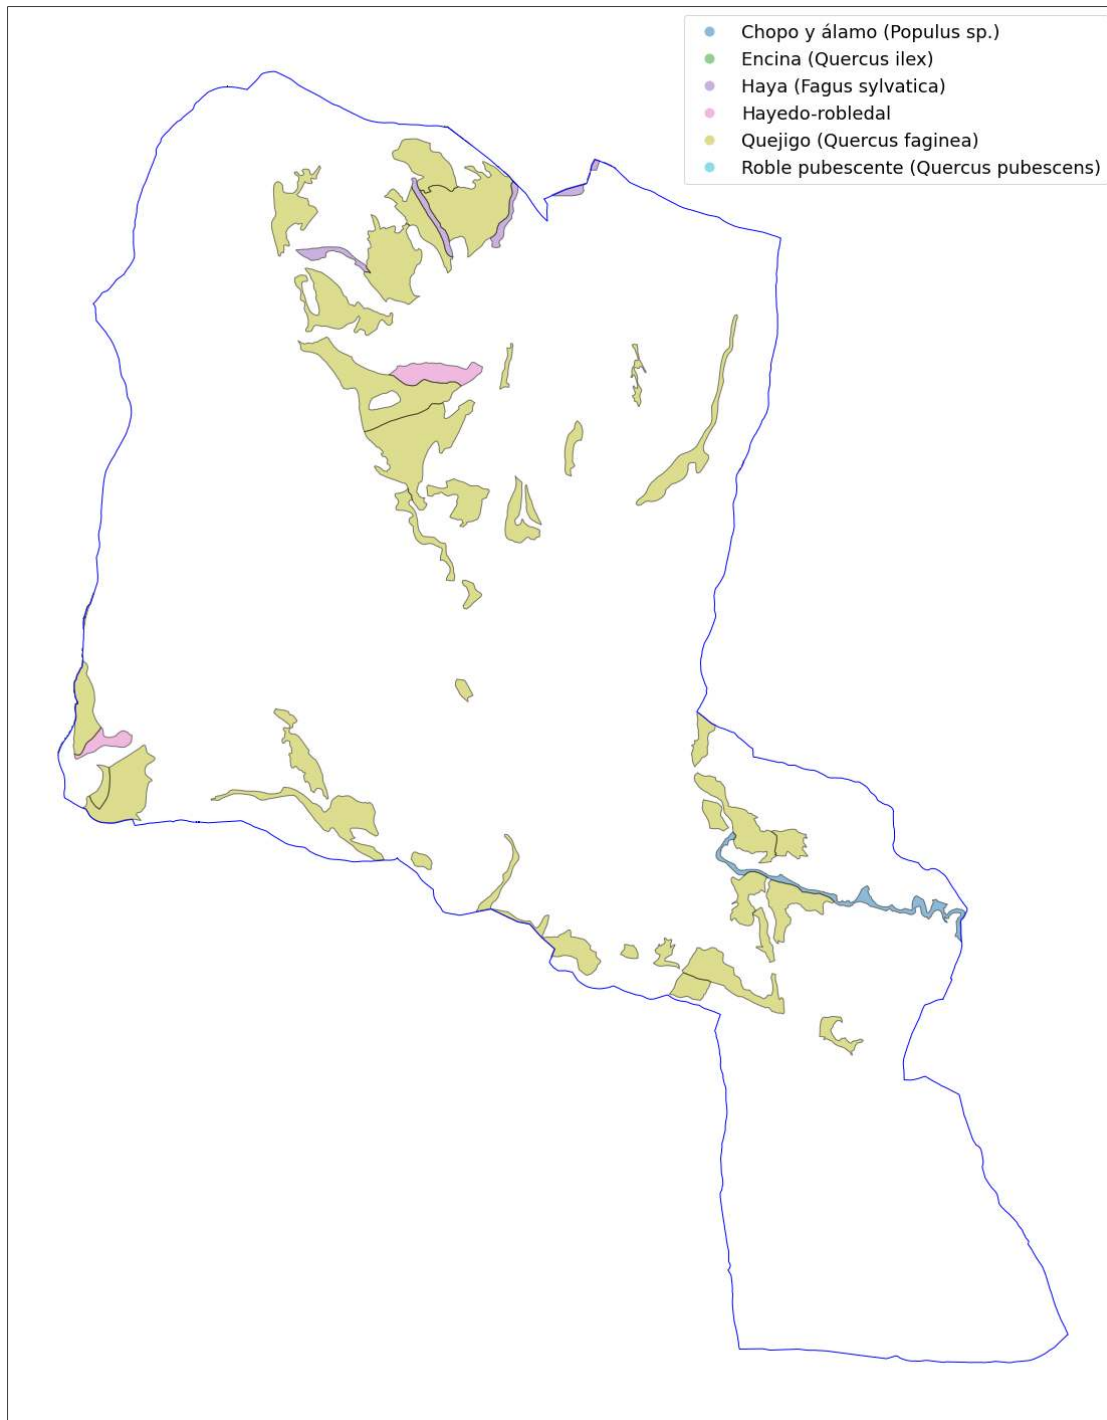 Chopo y álamo (Populus sp.)
Encina (Quercus ilex)
Haya (Fagus sylvatica)
Hayedo-robledal
Quejigo (Quercus faginea)
Roble pubescente (Quercus pubescens)